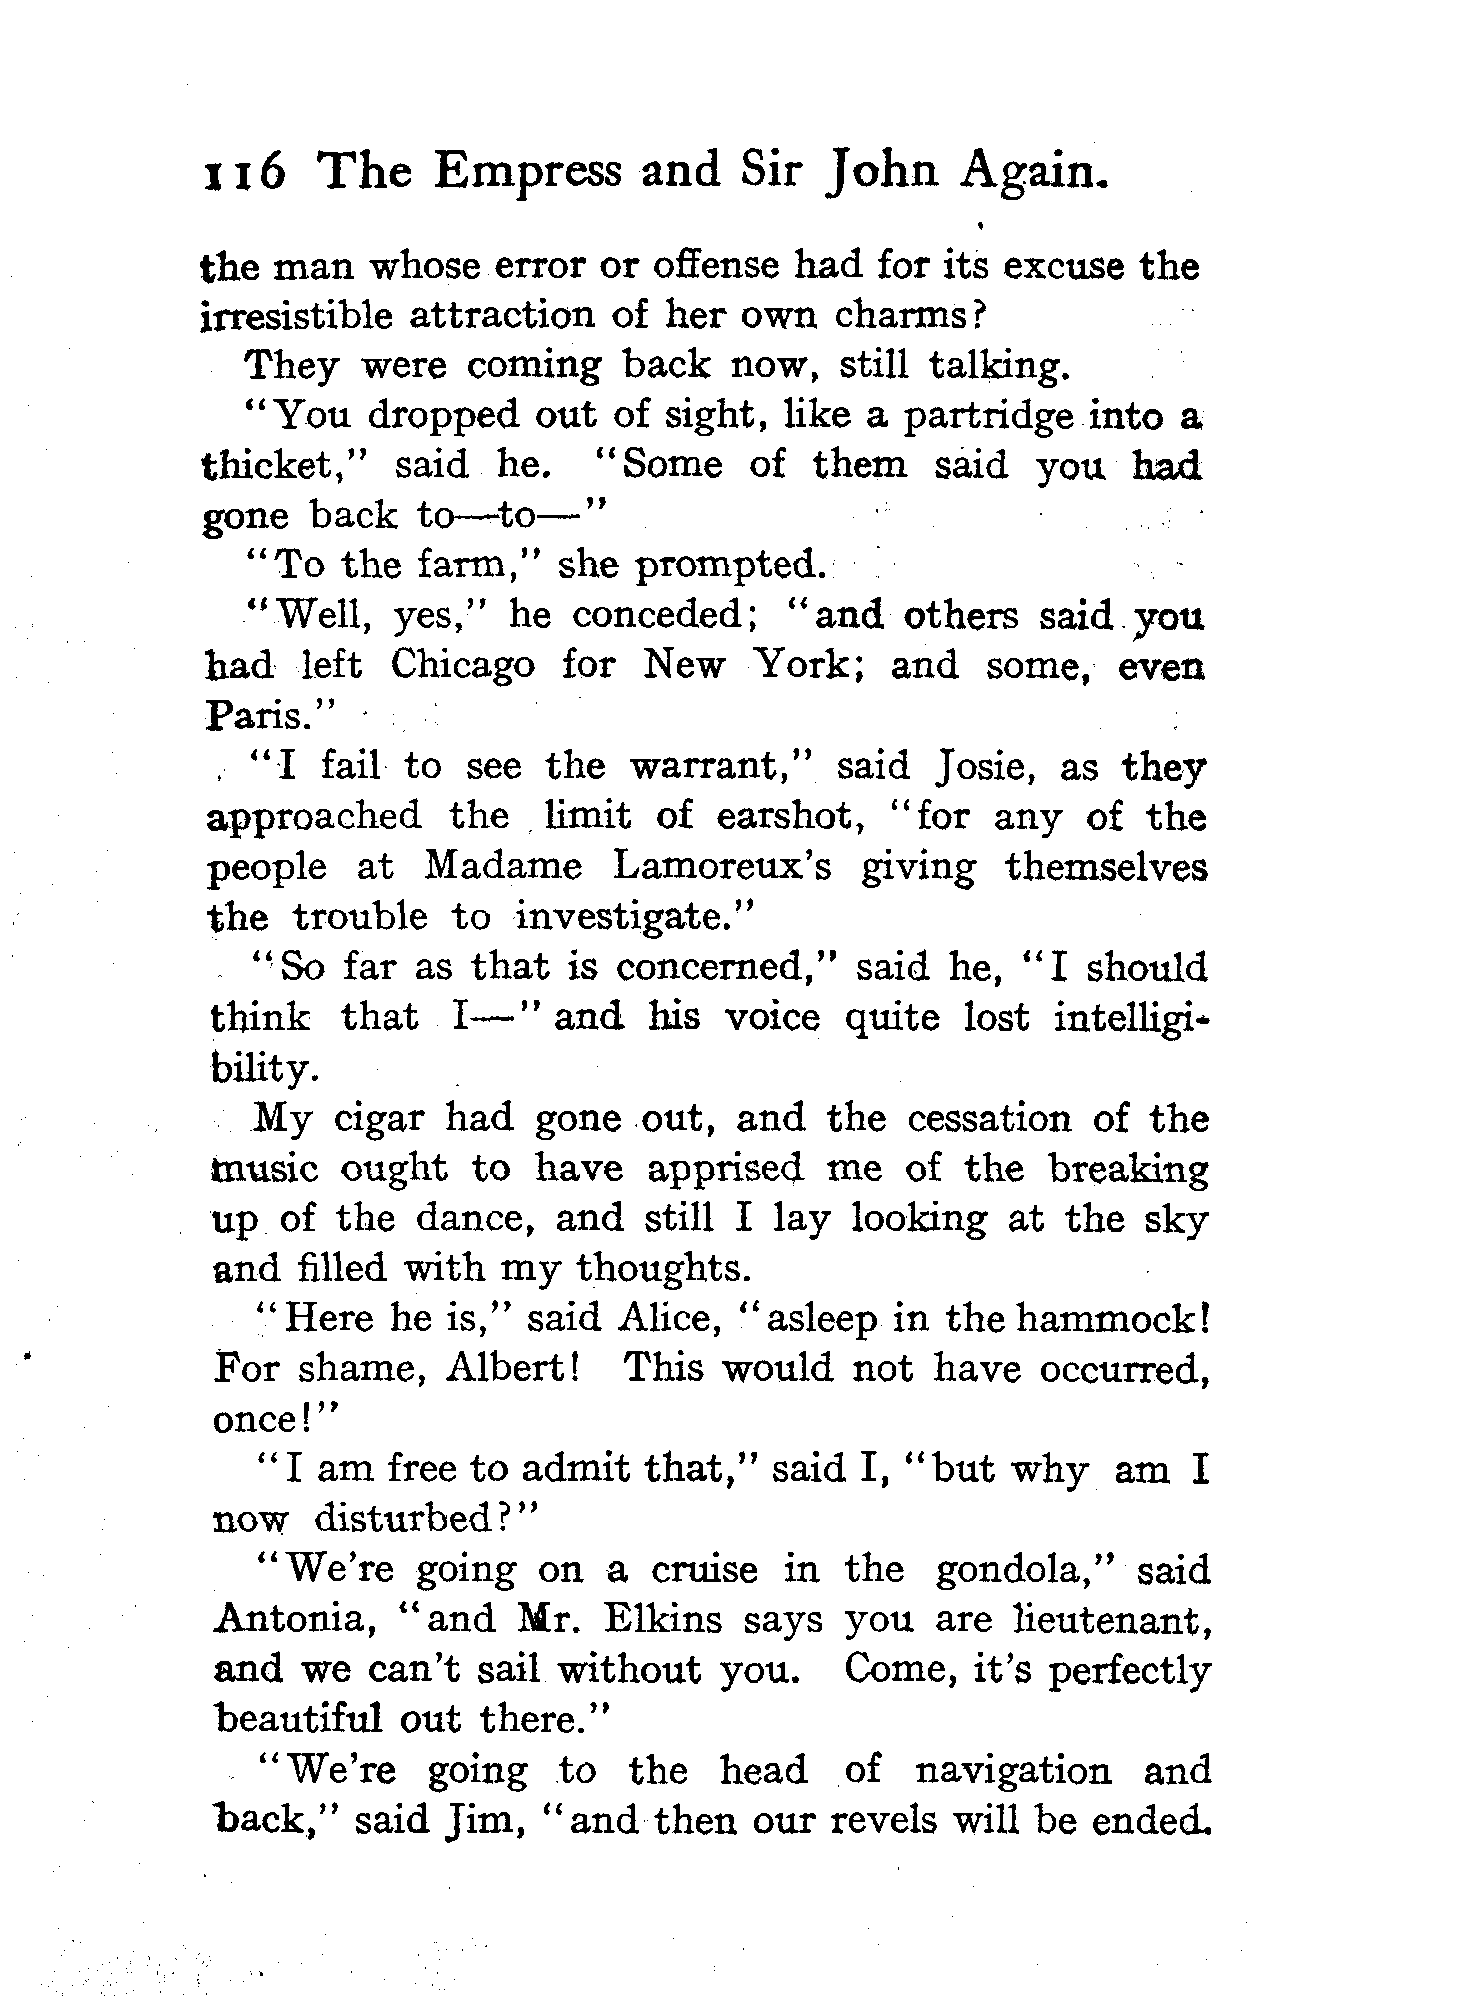 116 The Empress and Sir John Again.
the man whose error or offense had for its excuse the
irresistible attraction of her own charms?
They were coming back now, still talking.
"You dropped out of sight, like a partridge into a
thicket," said he. "Some of them said you had
gone back to—to—"
"To the farm," she prompted.
"Well, yes," he conceded; "and others said you
had left Chicago for New York; and some, even
Paris."
"I fail to see the warrant," said Josie, as they
approached the limit of earshot, "for any of the
people at Madame Lamoreux's giving themselves
the trouble to investigate."
"So far as that is concerned," said he, "I should
think that I—" and his voice quite lost intelligi-
bility.
My cigar had gone out, and the cessation of the
music ought to have apprised me of the breaking
up of the dance, and still I lay looking at the sky
and filled with my thoughts.
"Here he is," said Alice, "asleep in the hammock!
For shame, Albert! This would not have occurred,
once!"
"I am free to admit that," said I, "but why am I
now disturbed?"
"We're going on a cruise in the gondola," said
Antonia, "and Mr. Elkins says you are lieutenant,
and we can't sail without you. Come, it's perfectly
beautiful out there."
"We're going to the head of navigation and
back," said Jim, "and then our revels will be ended.